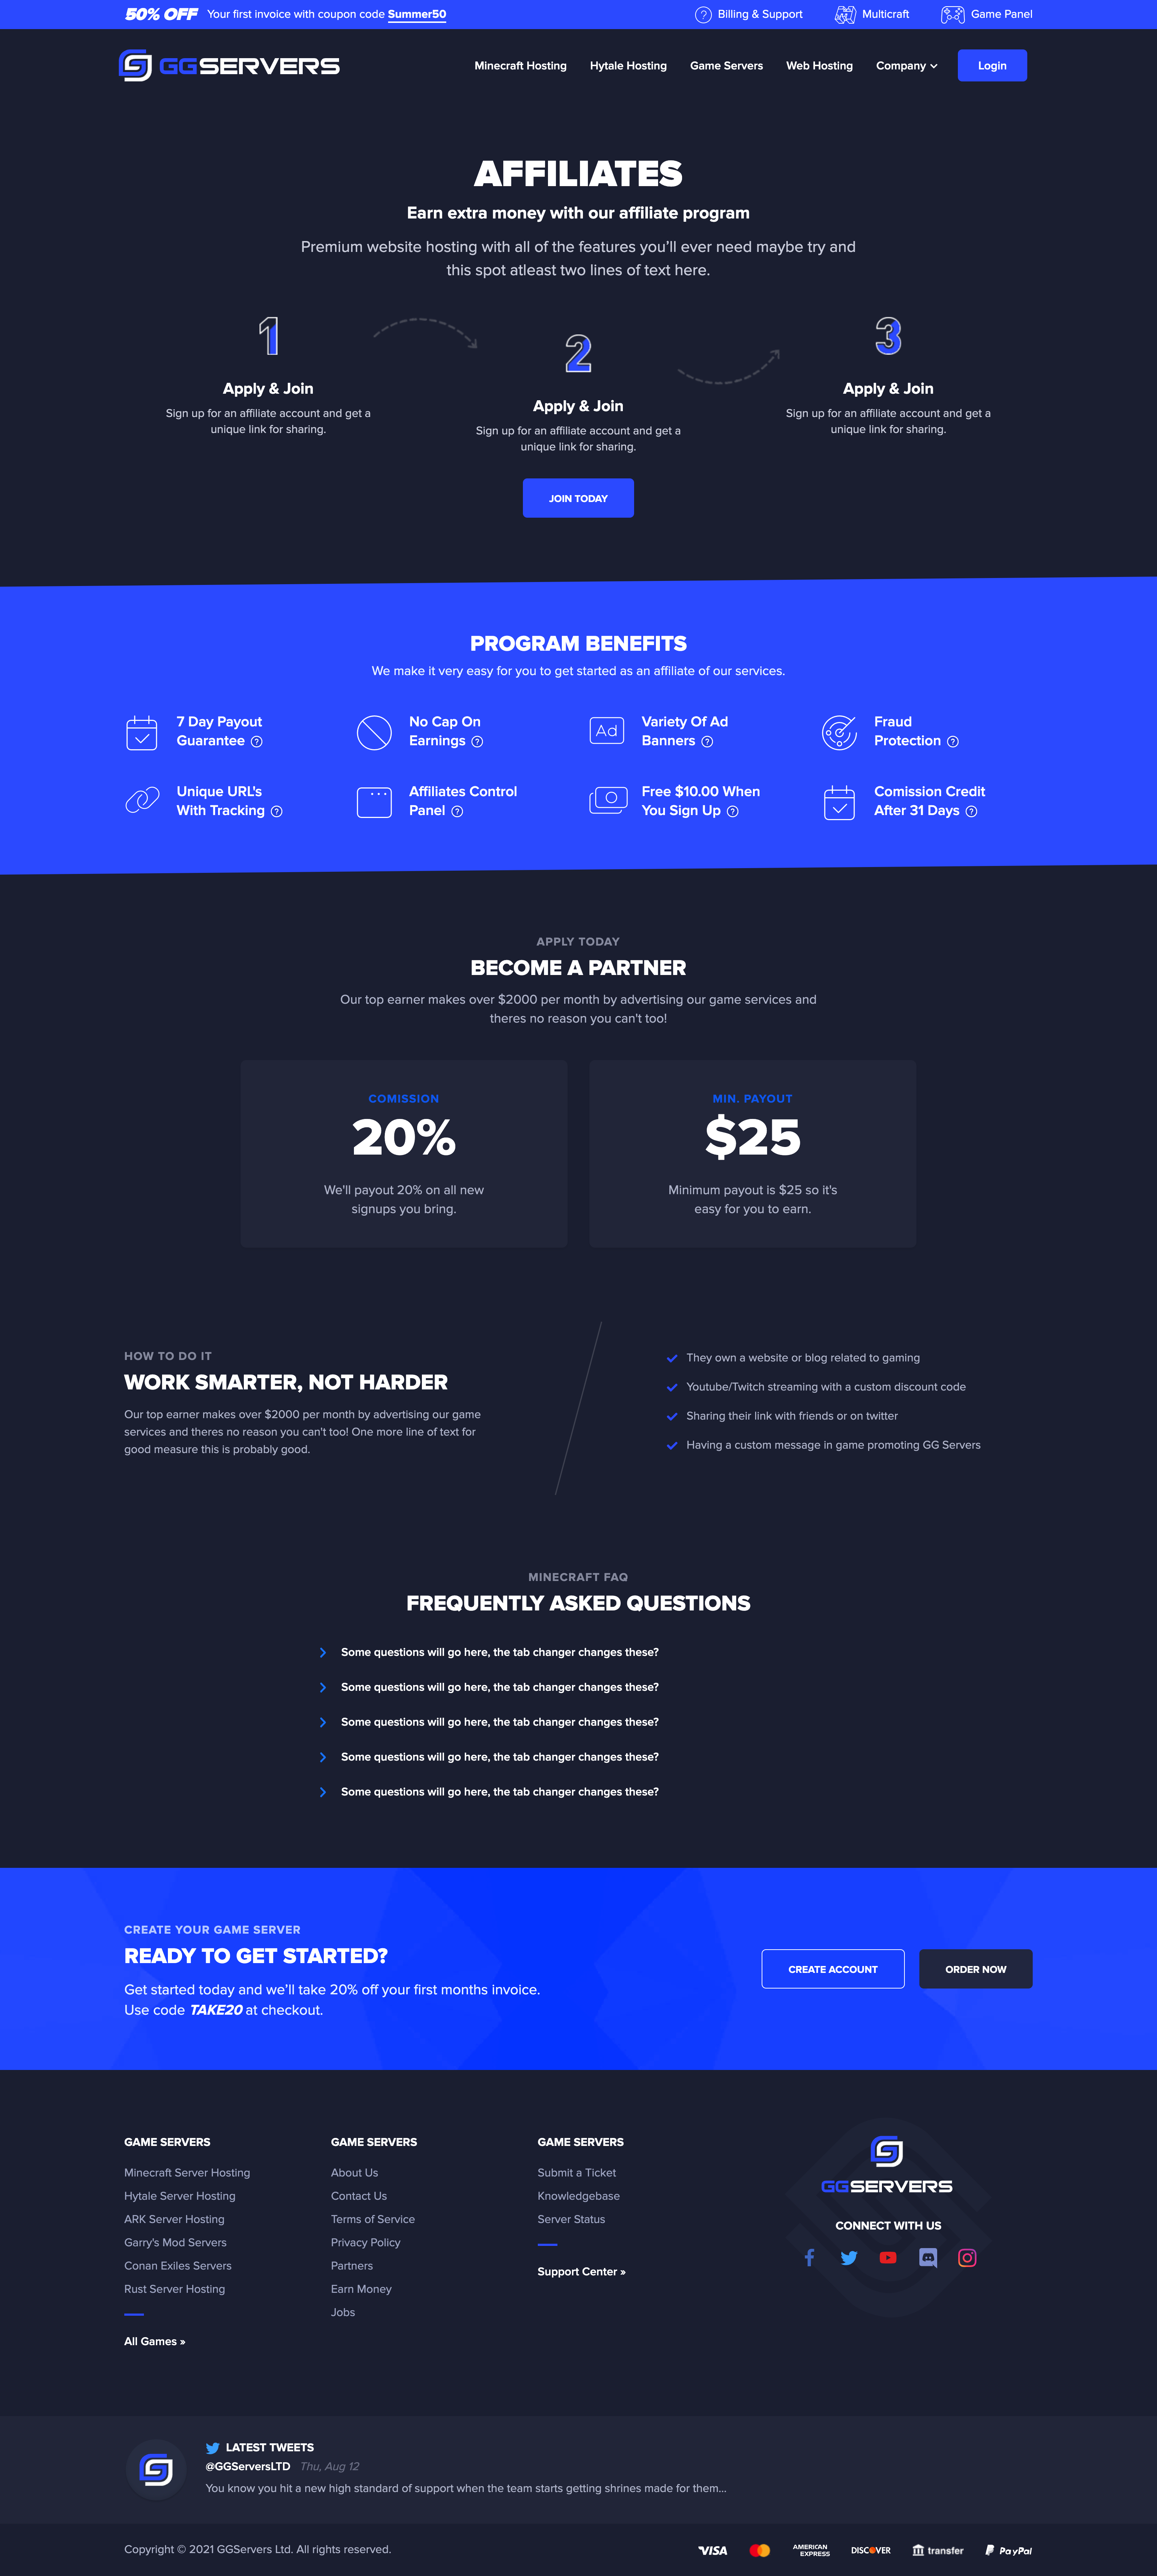 50% OFF Your first invoice with coupon code Summer50
Billing & Support
Multicraft
Game Panel
GGSERVERS
Minecraft Hosting
Hytale Hosting
Game Servers
Web Hosting
Company
Login
AFFILIATES
Earn extra money with our affiliate program
Premium website hosting with all of the features you'll ever need maybe try and
this spot atleast two lines of text here.
1
Apply & Join
Sign up for an affiliate account and get a
unique link for sharing.
2
Apply & Join
Sign up for an affiliate account and get a
unique link for sharing.
3
Apply & Join
Sign up for an affiliate account and get a
unique link for sharing.
JOIN TODAY
PROGRAM BENEFITS
We make it very easy for you to get started as an affiliate of our services.
7 Day Payout
Guarantee ?
No Cap On
Earnings ?
Ad
Variety Of Ad
Banners ?
Fraud
Protection ?
Unique URL's
With Tracking ?
Affiliates Control
Panel ?
Free $10.00 When
You Sign Up ?
Comission Credit
After 31 Days ?
APPLY TODAY
BECOME A PARTNER
Our top earner makes over $2000 per month by advertising our game services and
theres no reason you can't too!
COMISSION
20%
We'll payout 20% on all new
signups you bring.
MIN. PAYOUT
$25
Minimum payout is $25 so it's
easy for you to earn.
HOW TO DO IT
WORK SMARTER, NOT HARDER
Our top earner makes over $2000 per month by advertising our game
services and theres no reason you can't too! One more line of text for
good measure this is probably good.
They own a website or blog related to gaming
Youtube/Twitch streaming with a custom discount code
Sharing their link with friends or on twitter
Having a custom message in game promoting GG Servers
MINECRAFT FAQ
FREQUENTLY ASKED QUESTIONS
Some questions will go here, the tab changer changes these?
Some questions will go here, the tab changer changes these?
Some questions will go here, the tab changer changes these?
Some questions will go here, the tab changer changes these?
Some questions will go here, the tab changer changes these?
CREATE YOUR GAME SERVER
READY TO GET STARTED?
Get started today and we'll take 20% off your first months invoice.
Use code TAKE20 at checkout.
CREATE ACCOUNT
ORDER NOW
GAME SERVERS
Minecraft Server Hosting
Hytale Server Hosting
ARK Server Hosting
Garry's Mod Servers
Conan Exiles Servers
Rust Server Hosting
All Games »
GAME SERVERS
About Us
Contact Us
Terms of Service
Privacy Policy
Partners
Earn Money
Jobs
GAME SERVERS
Submit a Ticket
Knowledgebase
Server Status
Support Center »
GGSERVERS
CONNECT WITH US
LATEST TWEETS
@GGServersLTD Thu, Aug 12
You know you hit a new high standard of support when the team starts getting shrines made for them...
Copyright © 2021 GGServers Ltd. All rights reserved.
VISA
AMERICAN
EXPRESS
DISCOVER
transfer
PayPal